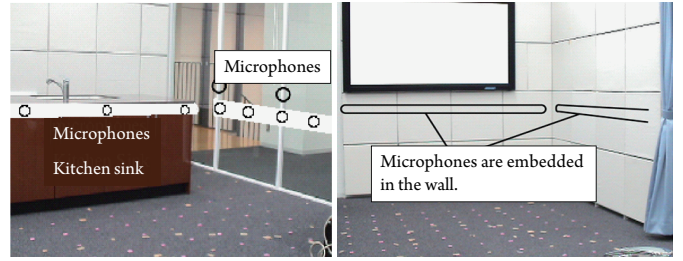 Microphones
Microphones
Kitchen sink
Microphones are embedded
in the wall.